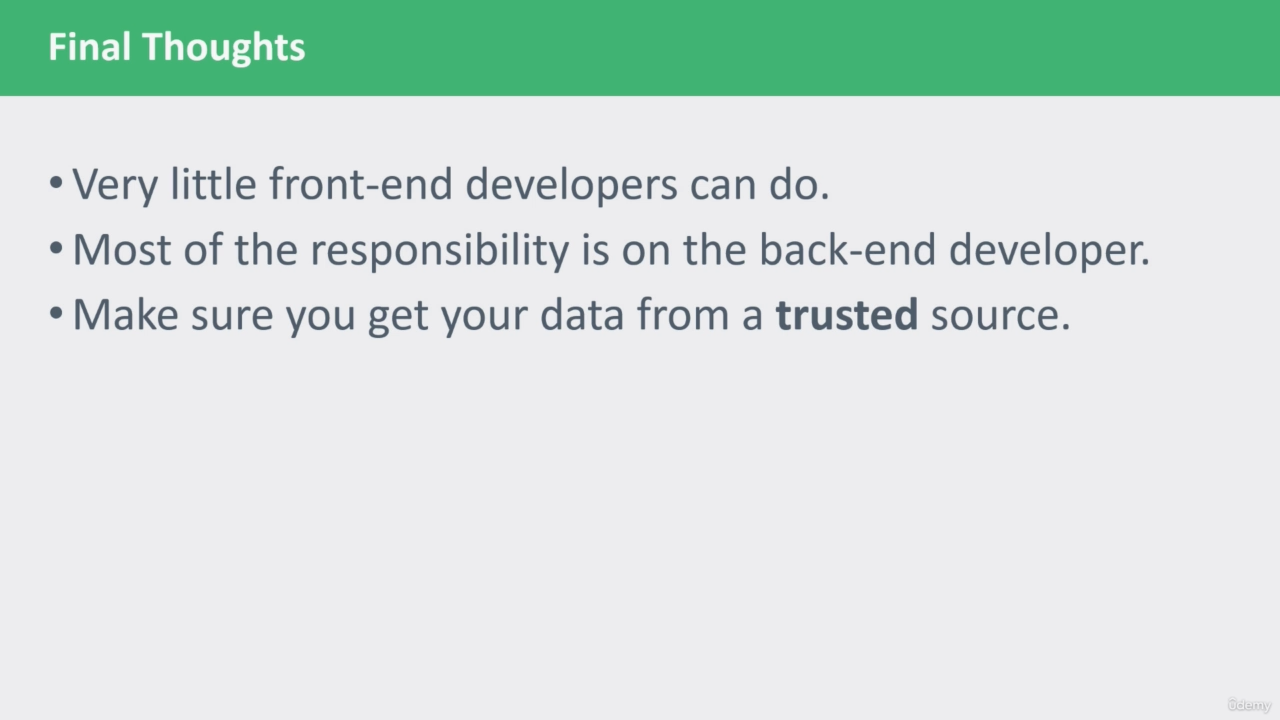 Final Thoughts
• Very little front-end developers can do.
• Most of the responsibility is on the back-end developer.
• Make sure you get your data from a trusted source.
ûdemy